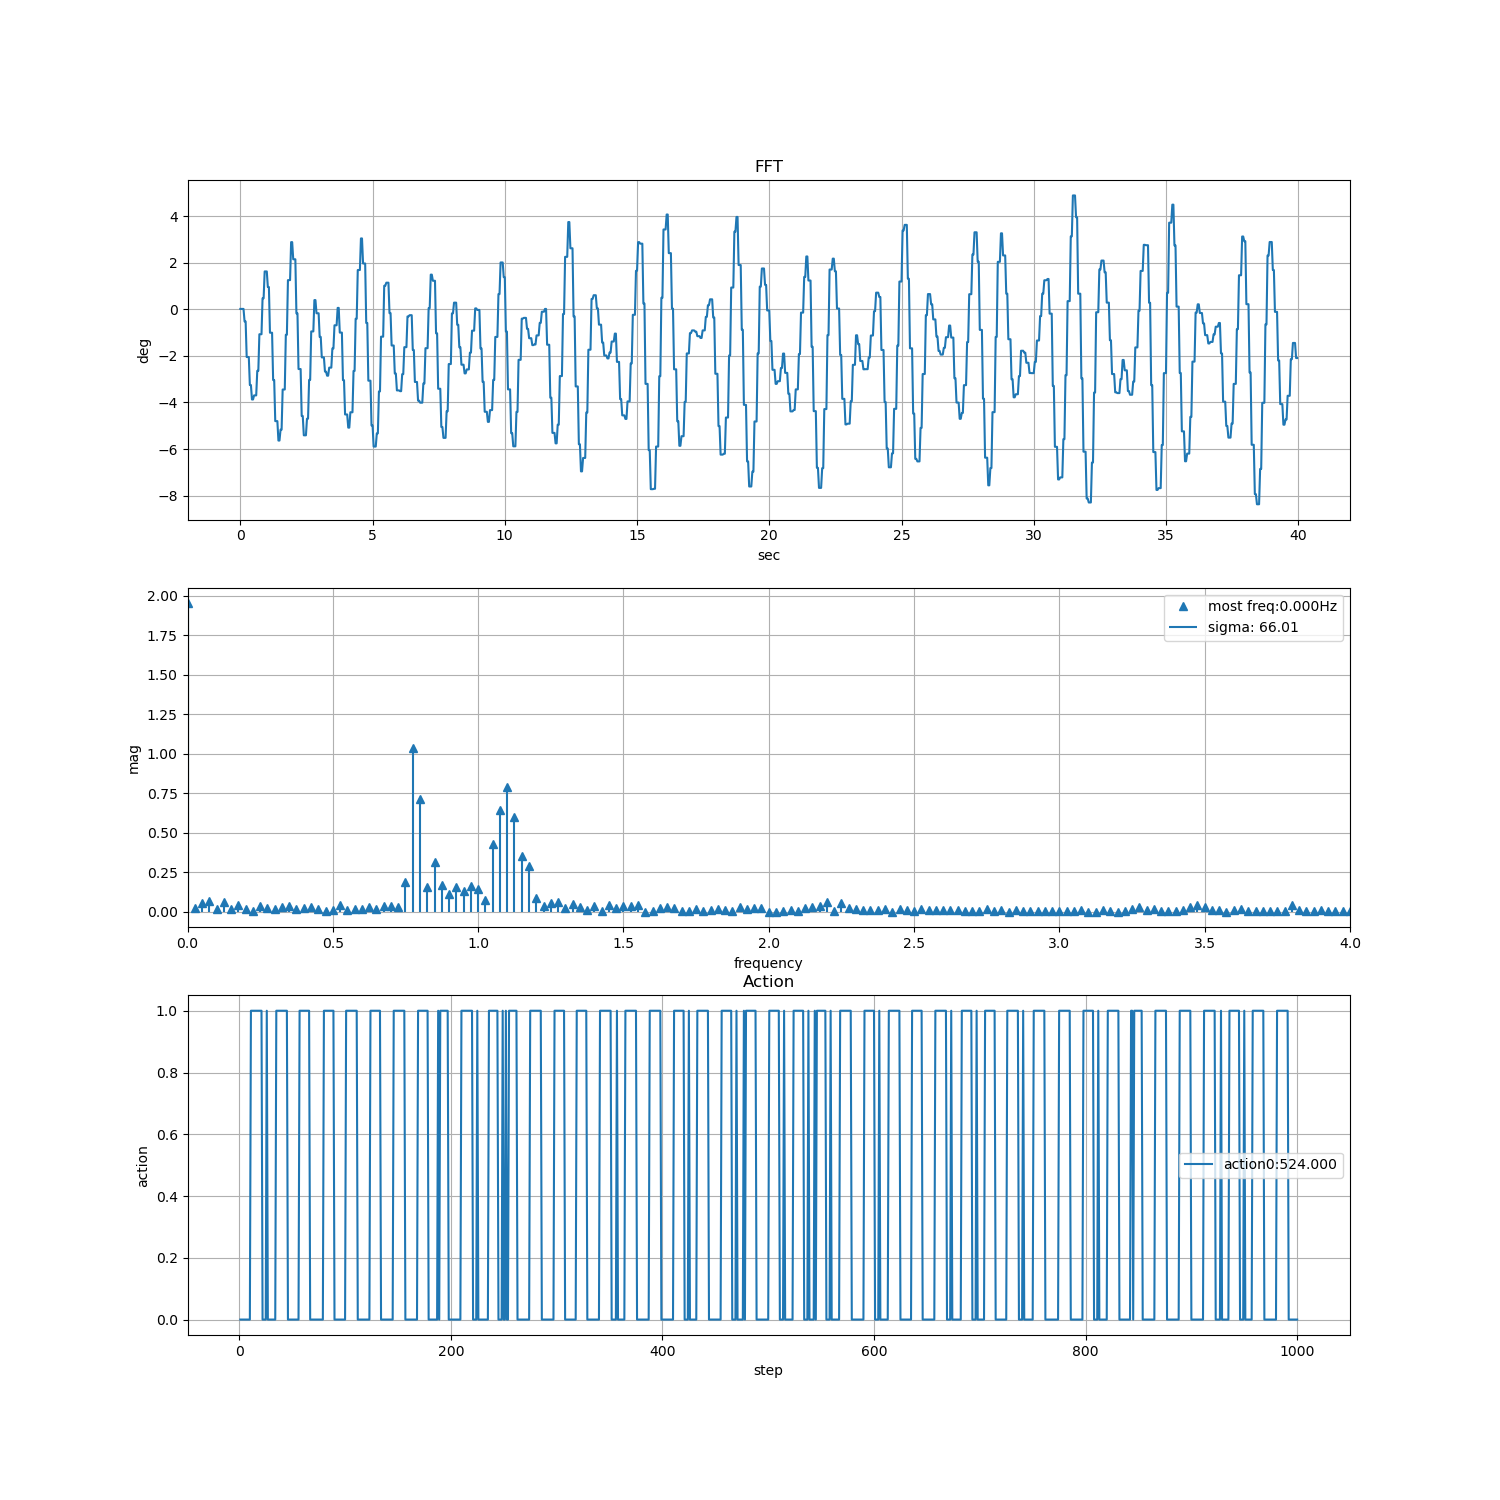 FFT
4
2
0
−2
−4
−6
−8
deg
0 5 10 15 20 25 30 35 40
sec
2.00
1.75
1.50
1.25
1.00
0.75
0.50
0.25
0.00
mag
most freq:0.000Hz
sigma: 66.01
0.0 0.5 1.0 1.5 2.0 2.5 3.0 3.5 4.0
frequency
Action
1.0
0.8
0.6
0.4
0.2
0.0
action
action0:524.000
0 200 400 600 800 1000
step